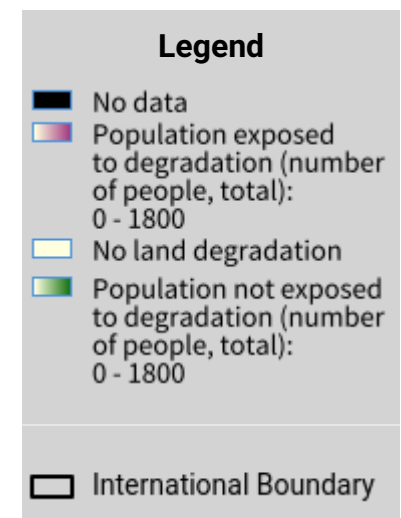 Legend
No data
Population exposed
to degradation (number
of people, total):
0 - 1800
No land degradation
Population not exposed
to degradation (number
of people, total):
0 - 1800
International Boundary